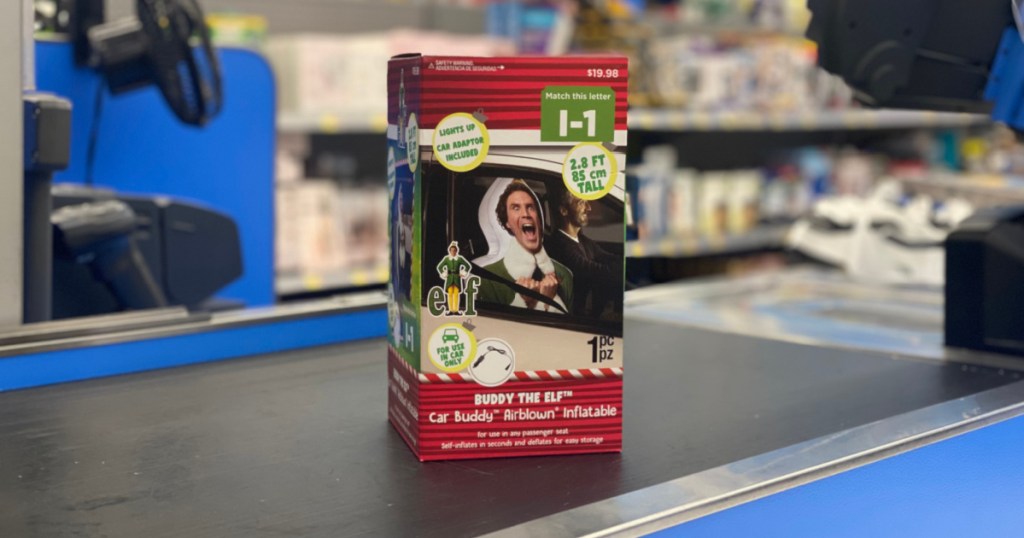 SAFETY WARNING
ADVERTENCIA DE SEGURIDAD
$19.98
Match this letter
I-1
LIGHTS UP
CAR ADAPTOR
INCLUDED
2.8 FT
85 cm
TALL
elf
FOR USE
IN CAR
ONLY
1 pc
pz
BUDDY THE ELF™
Car Buddy™ Airblown® Inflatable
for use in any passenger seat
Self-inflates in seconds and deflates for easy storage